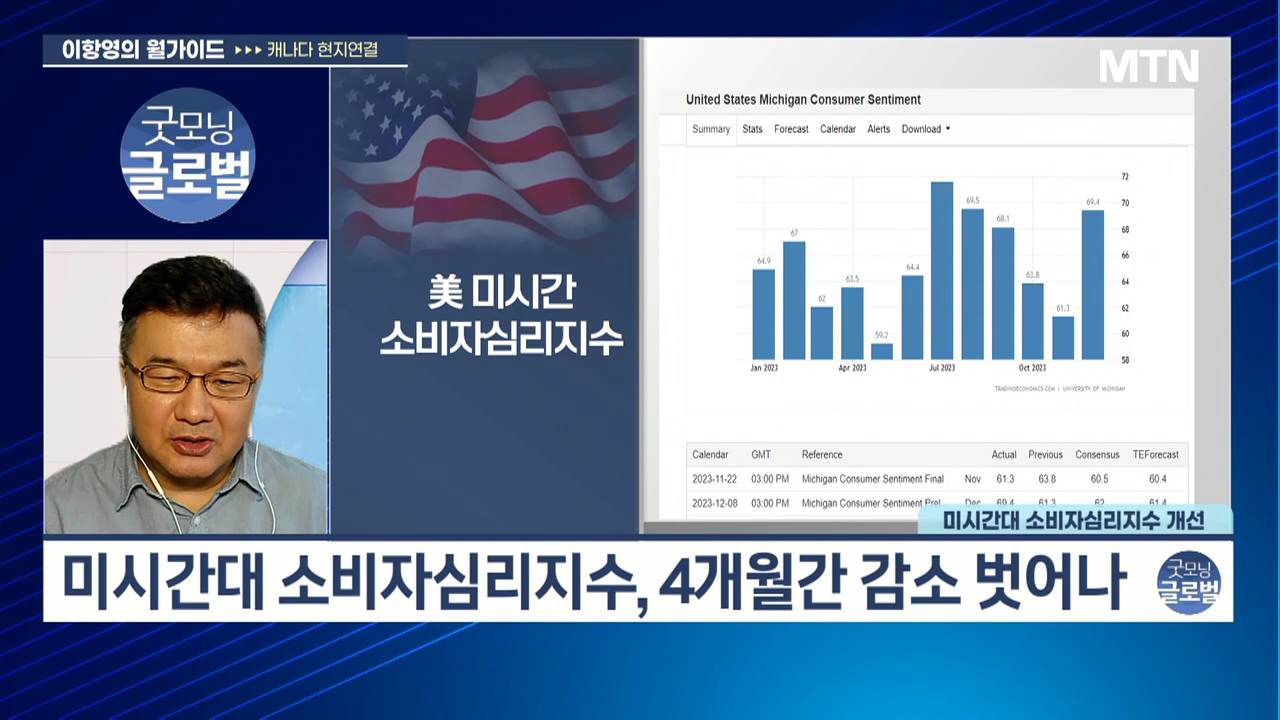 이항영의 월가이드 ▸▸▸ 캐나다 현지연결
MTN
굿모닝
글로벌
美 미시간
소비자심리지수
United States Michigan Consumer Sentiment
Summary Stats Forecast Calendar Alerts Download
64.9 67 62 63.5 59.2 64.4 69.5 68.1 63.8 61.3 69.4
72
70
68
66
64
62
60
58
Jan 2023 Apr 2023 Jul 2023 Oct 2023
TRADINGECONOMICS.COM | UNIVERSITY OF MICHIGAN
Calendar GMT Reference Actual Previous Consensus TEForecast
2023-11-22 03:00 PM Michigan Consumer Sentiment Final Nov 61.3 63.8 60.5 60.4
2023-12-08 03:00 PM Michigan Consumer Sentiment Prel Dec 69.4 61.3 62 61.4
미시간대 소비자심리지수 개선
미시간대 소비자심리지수, 4개월간 감소 벗어나
굿모닝
글로벌